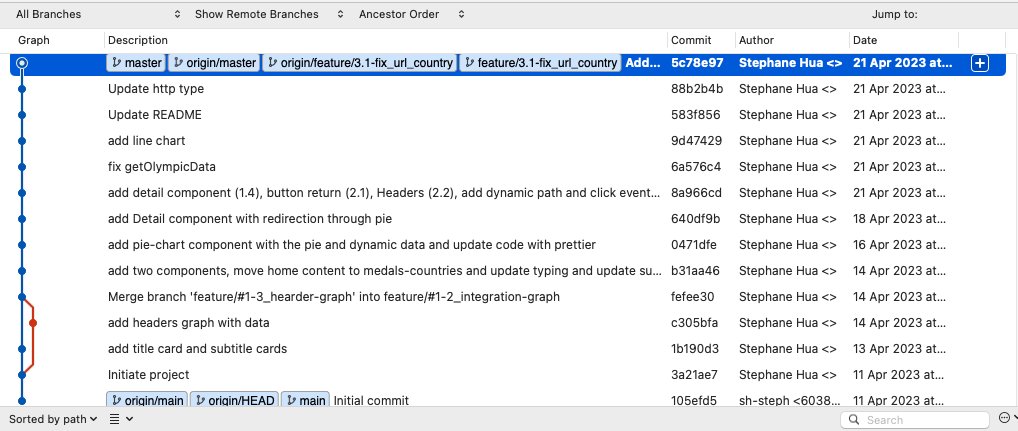 All Branches Show Remote Branches Ancestor Order Jump to:
Graph Description Commit Author Date
master origin/master origin/feature/3.1-fix_url_country feature/3.1-fix_url_country Add... 5c78e97 Stephane Hua <> 21 Apr 2023 at...
Update http type 88b2b4b Stephane Hua <> 21 Apr 2023 at...
Update README 583f856 Stephane Hua <> 21 Apr 2023 at...
add line chart 9d47429 Stephane Hua <> 21 Apr 2023 at...
fix getOlympicData 6a576c4 Stephane Hua <> 21 Apr 2023 at...
add detail component (1.4), button return (2.1), Headers (2.2), add dynamic path and click event... 8a966cd Stephane Hua <> 21 Apr 2023 at...
add Detail component with redirection through pie 640df9b Stephane Hua <> 18 Apr 2023 at...
add pie-chart component with the pie and dynamic data and update code with prettier 0471dfe Stephane Hua <> 16 Apr 2023 at...
add two components, move home content to medals-countries and update typing and update su... b31aa46 Stephane Hua <> 14 Apr 2023 at...
Merge branch 'feature/#1-3_hearder-graph' into feature/#1-2_integration-graph fefee30 Stephane Hua <> 14 Apr 2023 at...
add headers graph with data c305bfa Stephane Hua <> 14 Apr 2023 at...
add title card and subtitle cards 1b190d3 Stephane Hua <> 13 Apr 2023 at...
Initiate project 3a21ae7 Stephane Hua <> 11 Apr 2023 at...
origin/main origin/HEAD main Initial commit 105efd5 sh-steph <6038... 11 Apr 2023 at...
Sorted by path Search